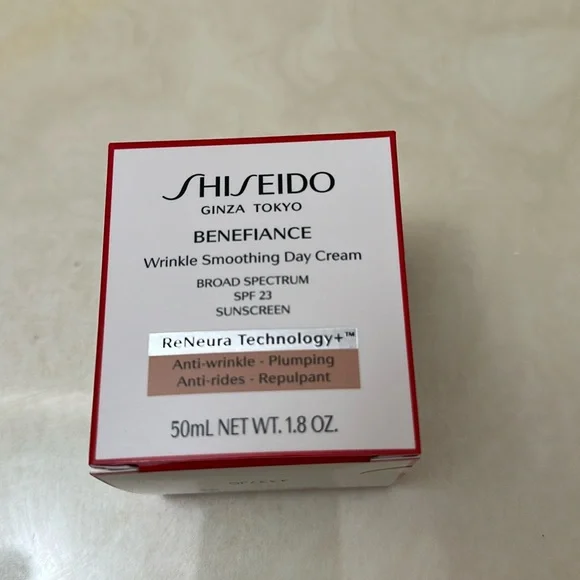 SHISEIDO
GINZA TOKYO
BENEFIANCE
Wrinkle Smoothing Day Cream
BROAD SPECTRUM
SPF 23
SUNSCREEN
ReNeura Technology+™
Anti-wrinkle - Plumping
Anti-rides - Repulpant
50mL NET WT. 1.8 OZ.